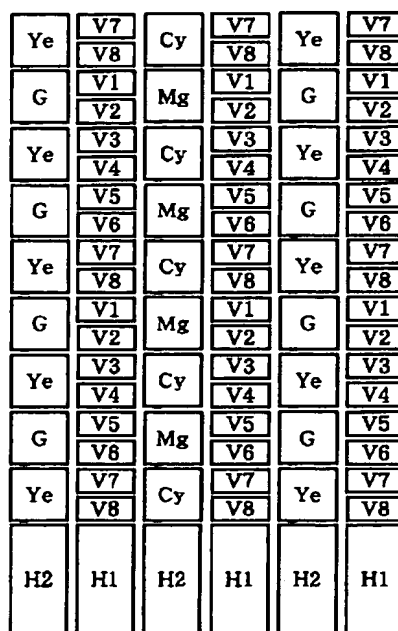 V7 V7 V7
Ye Cy Ye
V8 V8 V8
V1 V1 V1
G Mg G
V2 V2 V2
V3 V3 V3
Ye Cy Ye
V4 V4 V4
V5 V5 V5
G Mg G
V6 V6 V6
V7 V7 V7
Ye Cy Ye
V8 V8 V8
V1 V1 V1
G Mg G
V2 V2 V2
V3 V3 V3
Ye Cy Ye
V4 V4 V4
V5 V5 V5
G Mg G
V6 V6 V6
V7 V7 V7
Ye Cy Ye
V8 V8 V8
H2 H1 H2 H1 H2 H1